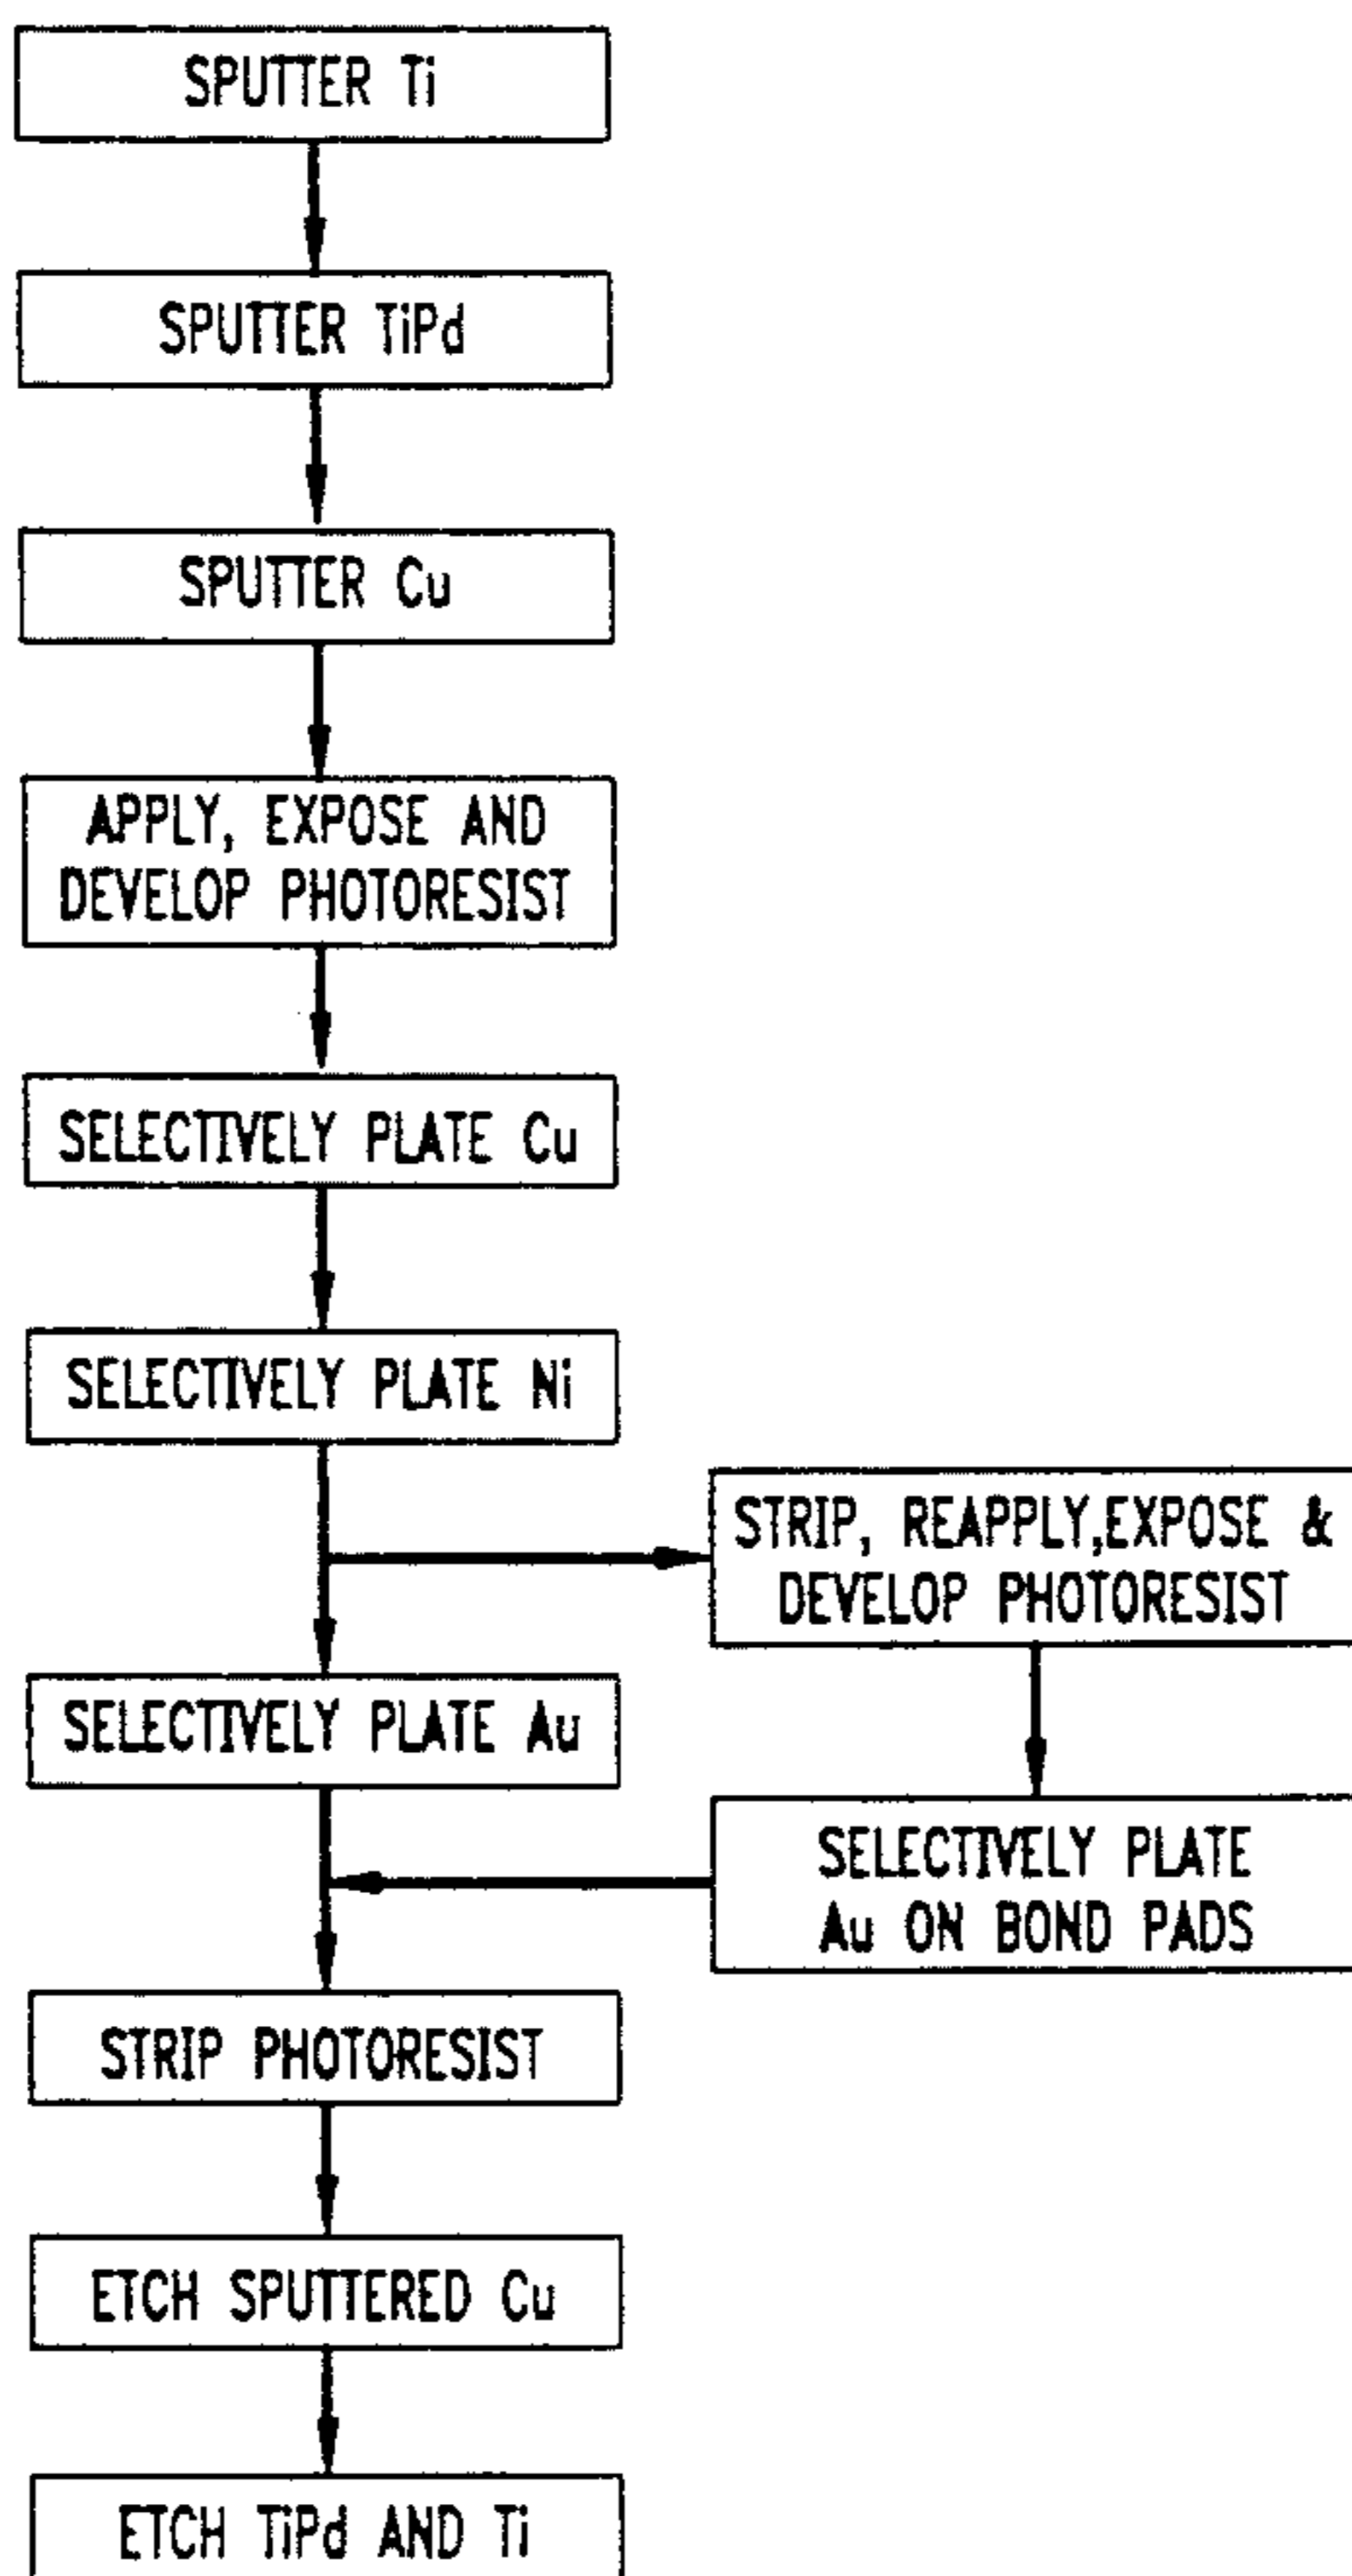 SPUTTER Ti
SPUTTER TiPd
SPUTTER Cu
APPLY, EXPOSE AND
DEVELOP PHOTORESIST
SELECTIVELY PLATE Cu
SELECTIVELY PLATE Ni
STRIP, REAPPLY,EXPOSE &
DEVELOP PHOTORESIST
SELECTIVELY PLATE Au
SELECTIVELY PLATE
Au ON BOND PADS
STRIP PHOTORESIST
ETCH SPUTTERED Cu
ETCH TiPd AND Ti